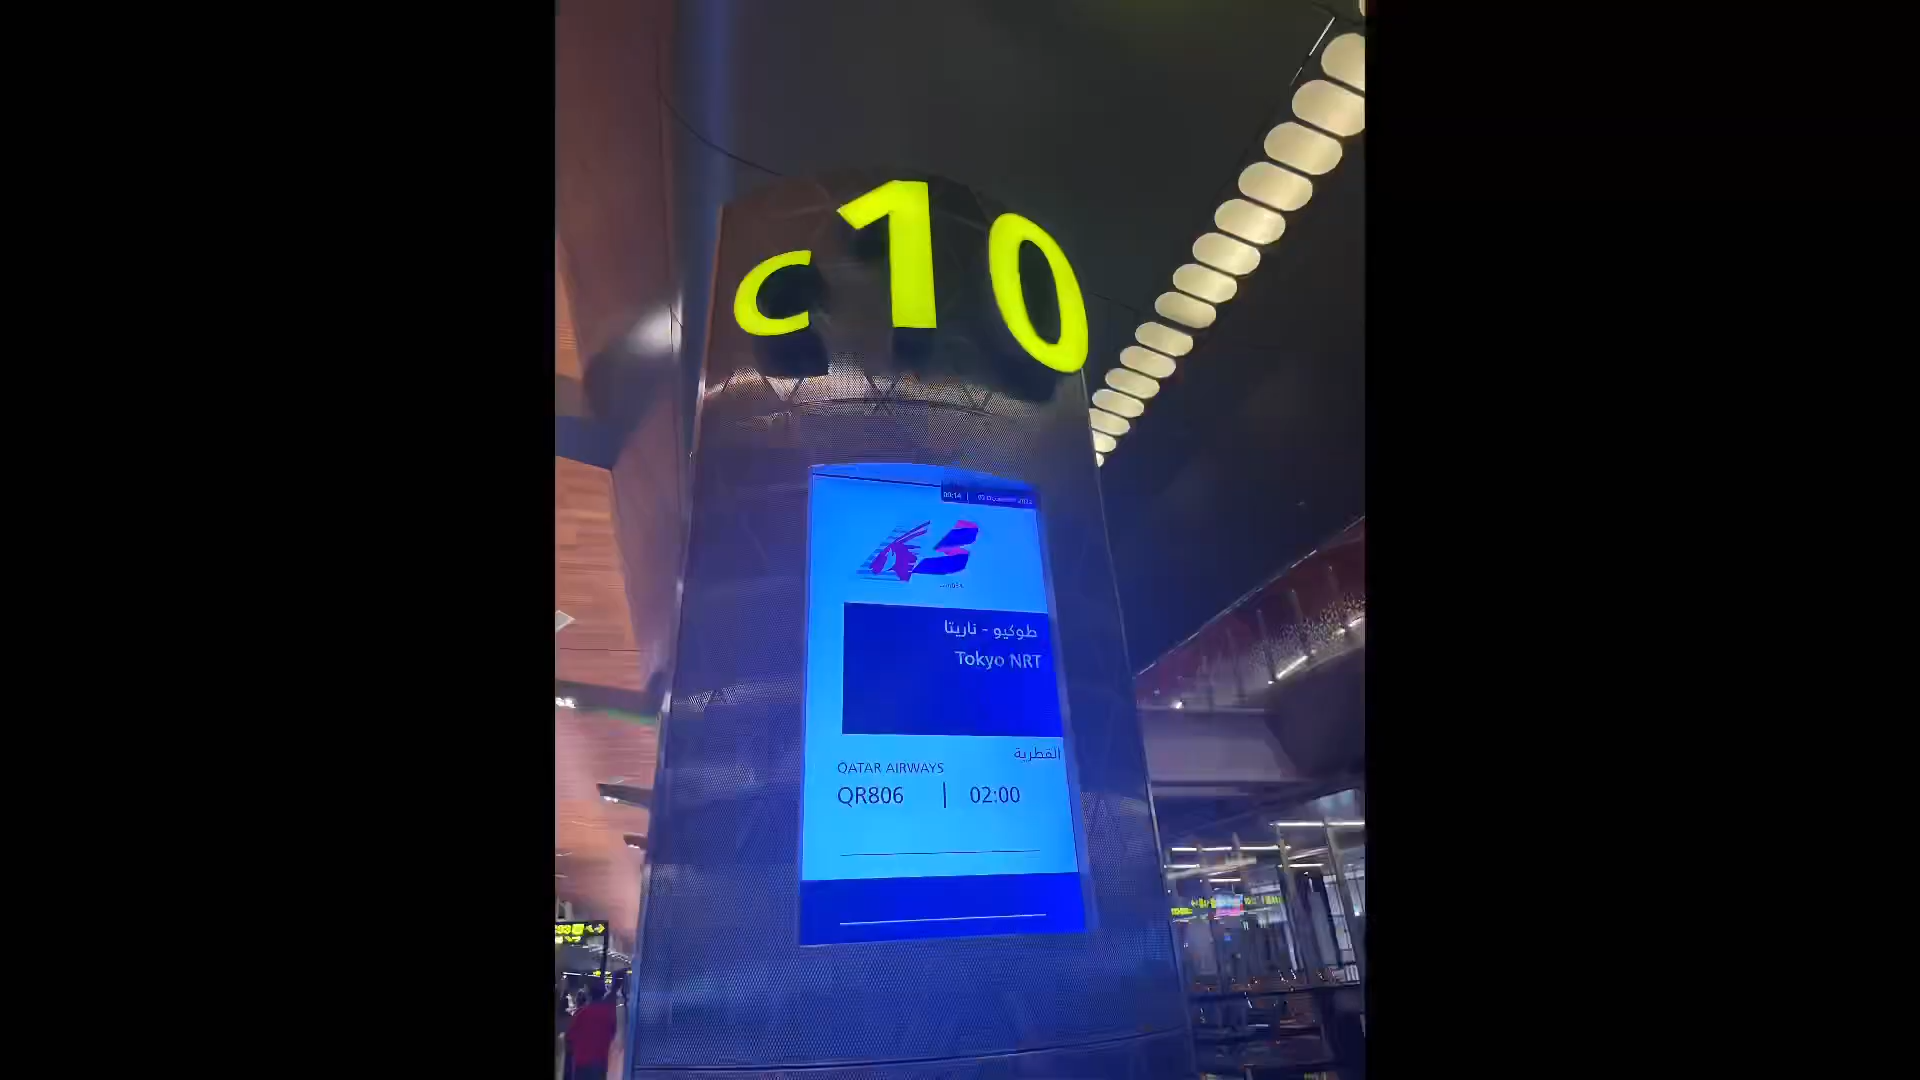 c10
طوكيو - ناريتا
Tokyo NRT
القطرية
QATAR AIRWAYS
QR806 | 02:00